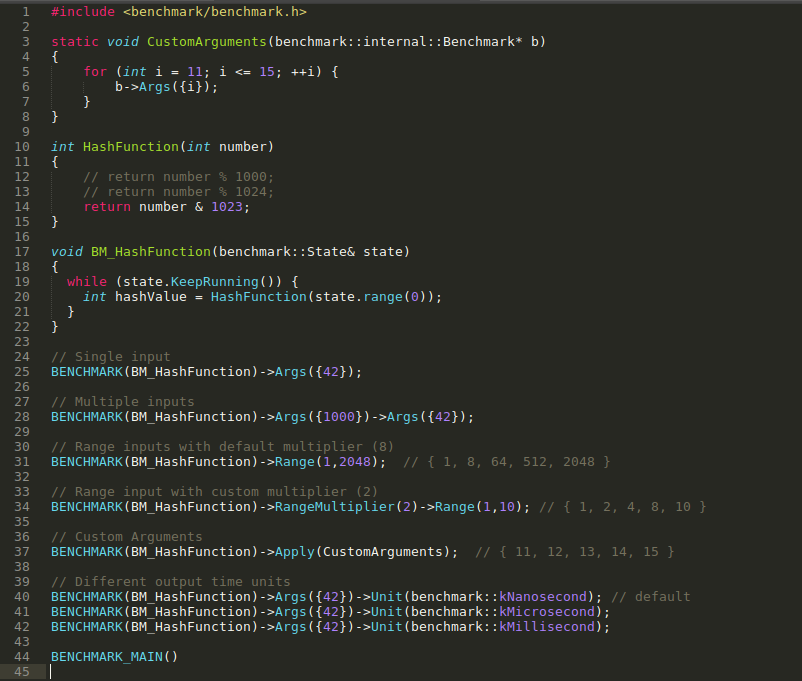 1 #include <benchmark/benchmark.h>
2
3 static void CustomArguments(benchmark::internal::Benchmark* b)
4 {
5     for (int i = 11; i <= 15; ++i) {
6         b->Args({i});
7     }
8 }
9
10 int HashFunction(int number)
11 {
12     // return number % 1000;
13     // return number % 1024;
14     return number & 1023;
15 }
16
17 void BM_HashFunction(benchmark::State& state)
18 {
19   while (state.KeepRunning()) {
20     int hashValue = HashFunction(state.range(0));
21   }
22 }
23
24 // Single input
25 BENCHMARK(BM_HashFunction)->Args({42});
26
27 // Multiple inputs
28 BENCHMARK(BM_HashFunction)->Args({1000})->Args({42});
29
30 // Range inputs with default multiplier (8)
31 BENCHMARK(BM_HashFunction)->Range(1,2048);  // { 1, 8, 64, 512, 2048 }
32
33 // Range input with custom multiplier (2)
34 BENCHMARK(BM_HashFunction)->RangeMultiplier(2)->Range(1,10); // { 1, 2, 4, 8, 10 }
35
36 // Custom Arguments
37 BENCHMARK(BM_HashFunction)->Apply(CustomArguments);  // { 11, 12, 13, 14, 15 }
38
39 // Different output time units
40 BENCHMARK(BM_HashFunction)->Args({42})->Unit(benchmark::kNanosecond); // default
41 BENCHMARK(BM_HashFunction)->Args({42})->Unit(benchmark::kMicrosecond);
42 BENCHMARK(BM_HashFunction)->Args({42})->Unit(benchmark::kMillisecond);
43
44 BENCHMARK_MAIN()
45